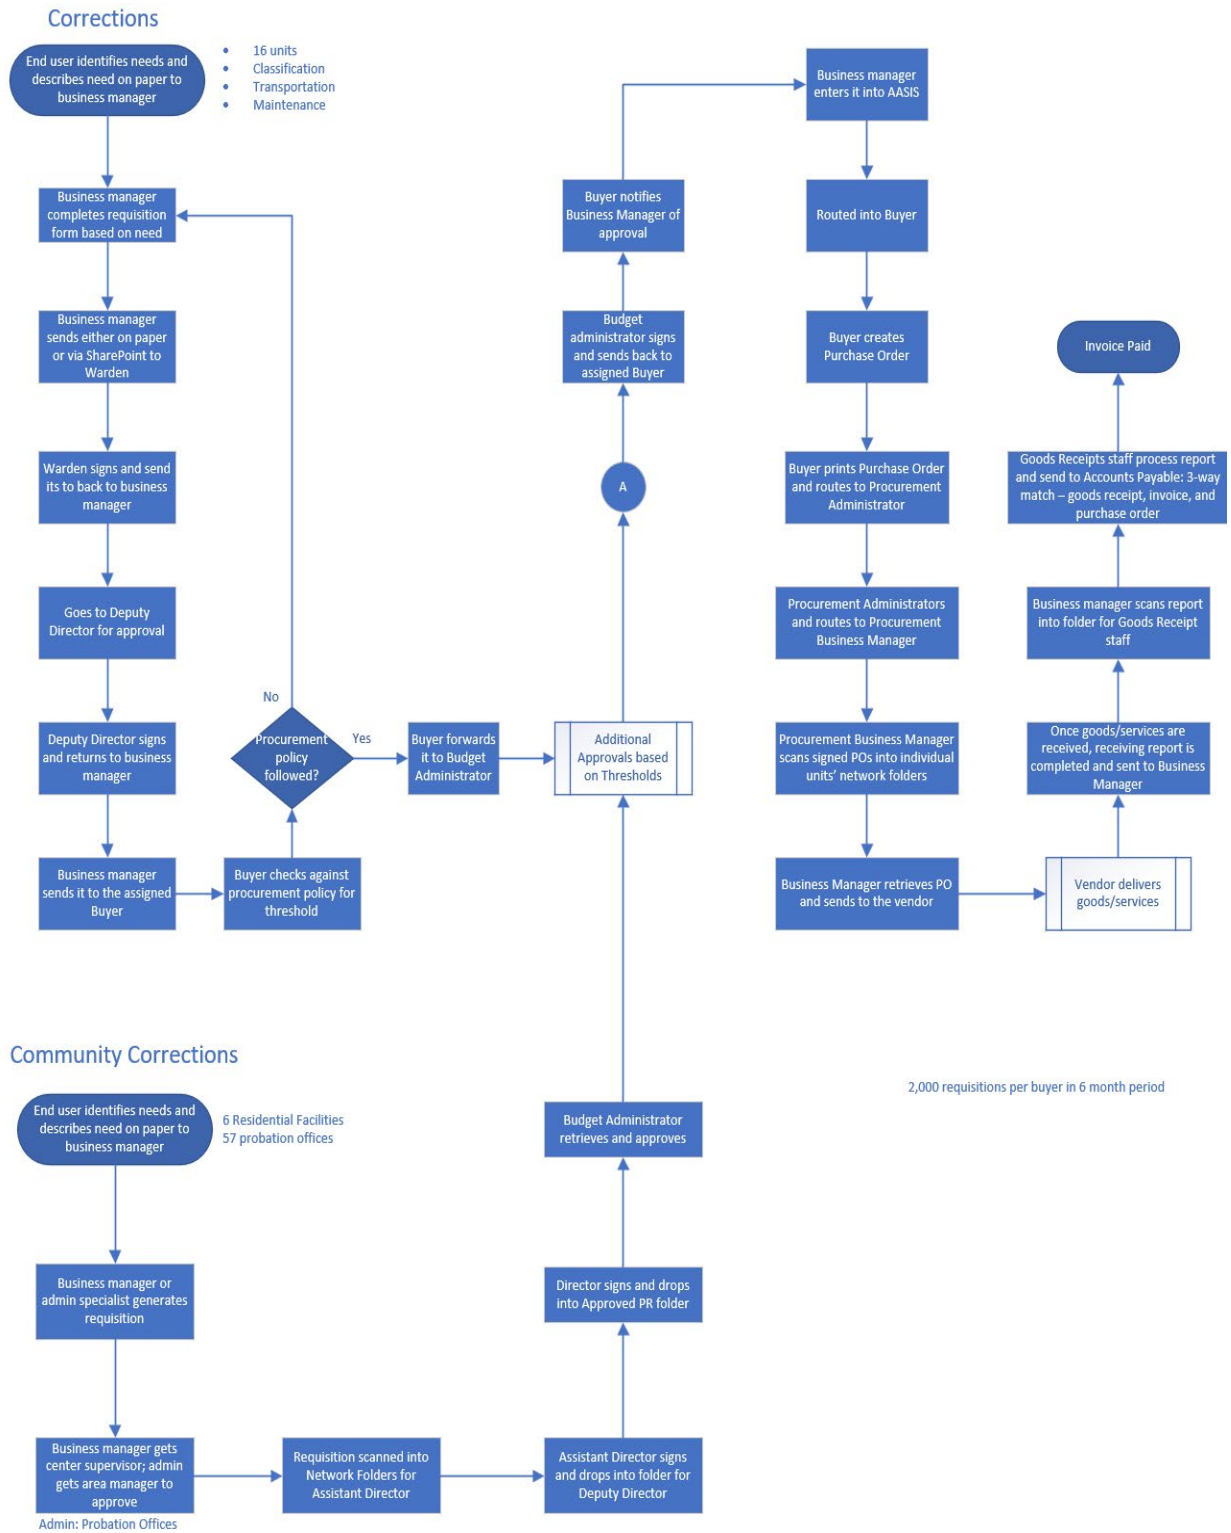 Corrections
End user identifies needs and
describes need on paper to
business manager
• 16 units
• Classification
• Transportation
• Maintenance
Business manager
completes requisition
form based on need
Business manager
sends either on paper
or via SharePoint to
Warden
Warden signs and send
its to back to business
manager
Goes to Deputy
Director for approval
Deputy Director signs
and returns to business
manager
Business manager
sends it to the assigned
Buyer
Buyer checks against
procurement policy for
threshold
Procurement
policy
followed?
No
Yes
Buyer forwards
it to Budget
Administrator
Additional
Approvals based
on Thresholds
A
Budget
administrator signs
and sends back to
assigned Buyer
Buyer notifies
Business Manager of
approval
Business manager
enters it into AASIS
Routed into Buyer
Buyer creates
Purchase Order
Buyer prints Purchase Order
and routes to Procurement
Administrator
Procurement Administrators
and routes to Procurement
Business Manager
Procurement Business Manager
scans signed POs into individual
units’ network folders
Business Manager retrieves PO
and sends to the vendor
Vendor delivers
goods/services
Once goods/services are
received, receiving report is
completed and sent to Business
Manager
Business manager scans report
into folder for Goods Receipt
staff
Goods Receipts staff process report
and send to Accounts Payable: 3-way
match – goods receipt, invoice, and
purchase order
Invoice Paid
Community Corrections
End user identifies needs and
describes need on paper to
business manager
6 Residential Facilities
57 probation offices
Business manager or
admin specialist generates
requisition
Business manager gets
center supervisor; admin
gets area manager to
approve
Admin: Probation Offices
Requisition scanned into
Network Folders for
Assistant Director
Assistant Director signs
and drops into folder for
Deputy Director
Director signs and drops
into Approved PR folder
Budget Administrator
retrieves and approves
2,000 requisitions per buyer in 6 month period